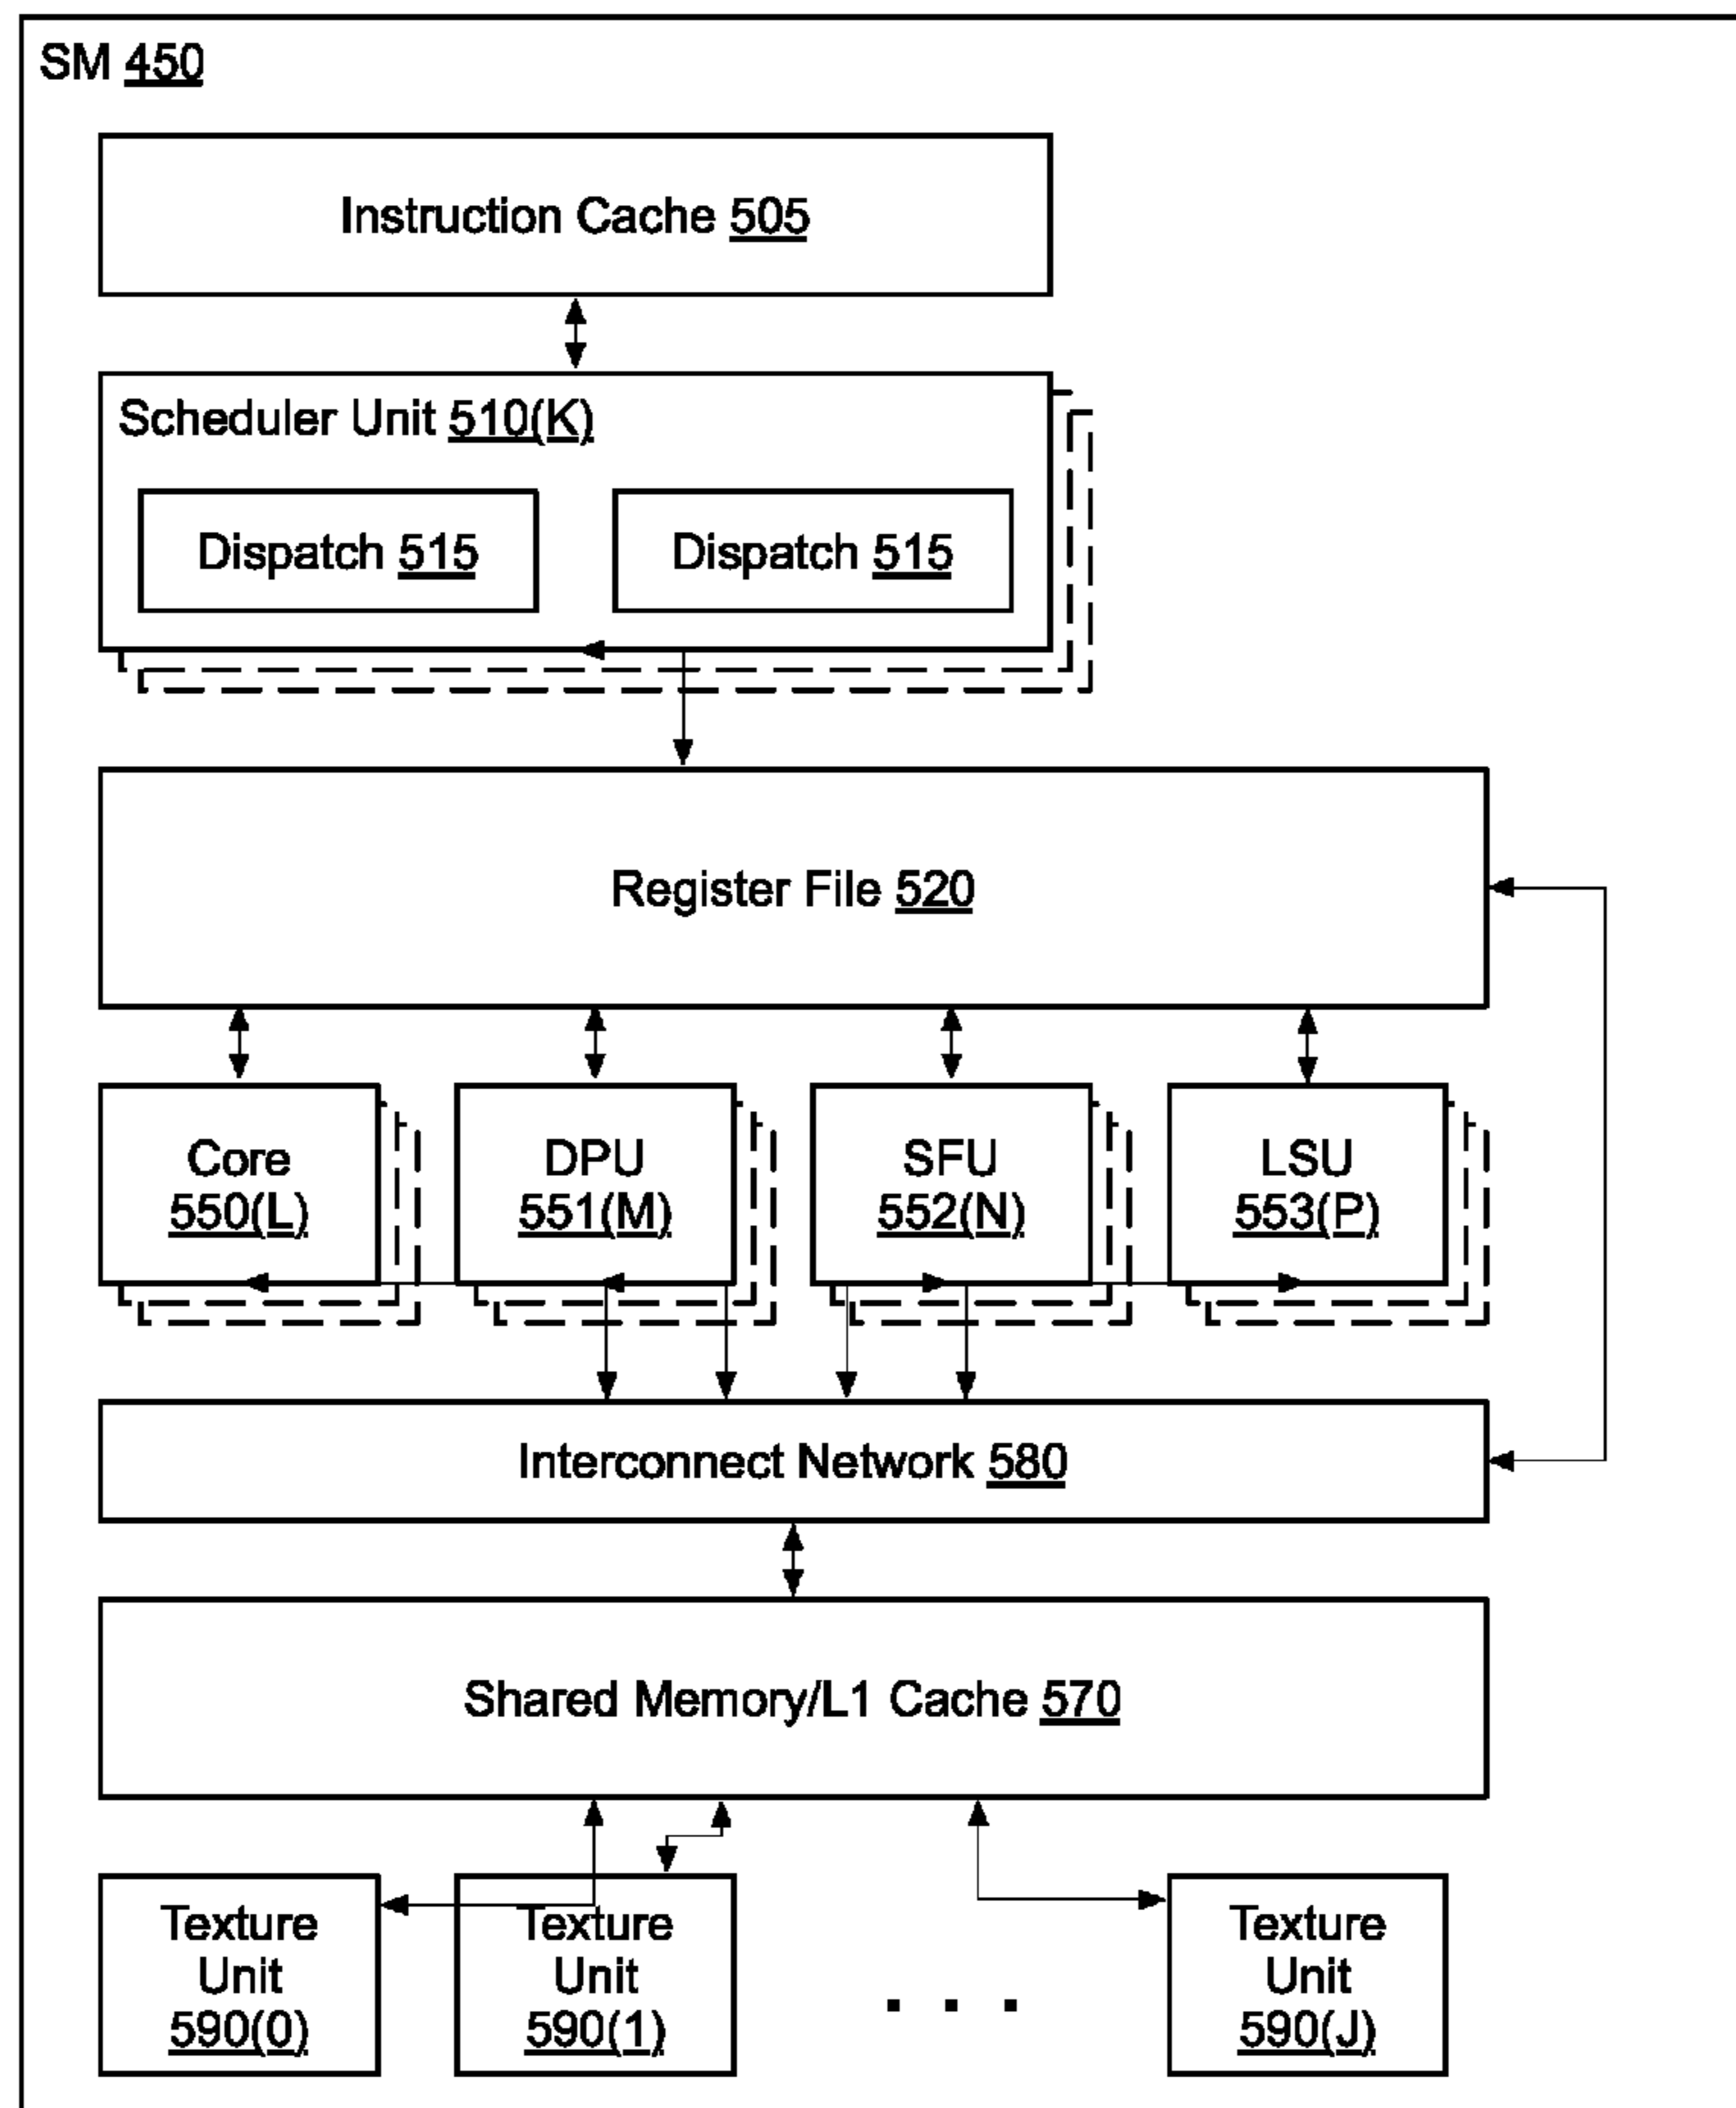 SM 450
Instruction Cache 505
Scheduler Unit 510(K)
Dispatch 515
Dispatch 515
Register File 520
Core
550(L)
DPU
551(M)
SFU
552(N)
LSU
553(P)
Interconnect Network 580
Shared Memory/L1 Cache 570
Texture
Unit
590(0)
Texture
Unit
590(1)
. . .
Texture
Unit
590(J)